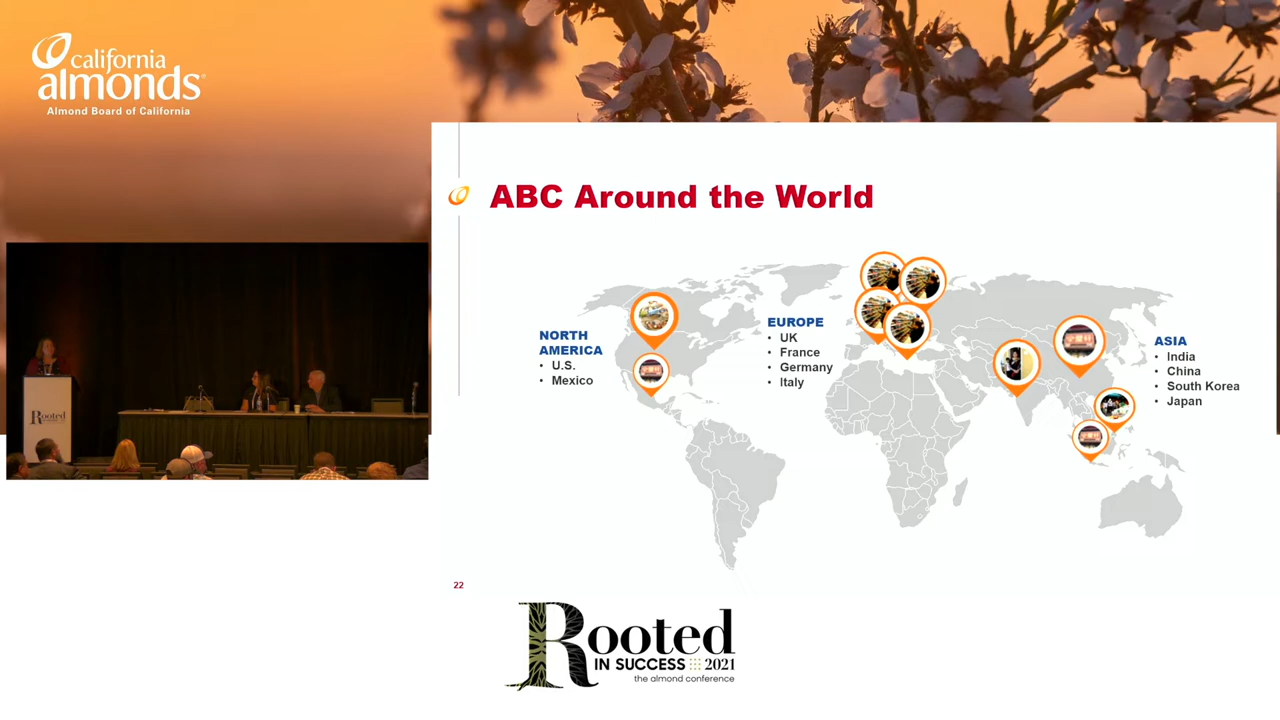 california
almonds
Almond Board of California
ABC Around the World
NORTH
AMERICA
• U.S.
• Mexico
EUROPE
• UK
• France
• Germany
• Italy
ASIA
• India
• China
• South Korea
• Japan
22
Rooted
Rooted
IN SUCCESS 2021
the almond conference